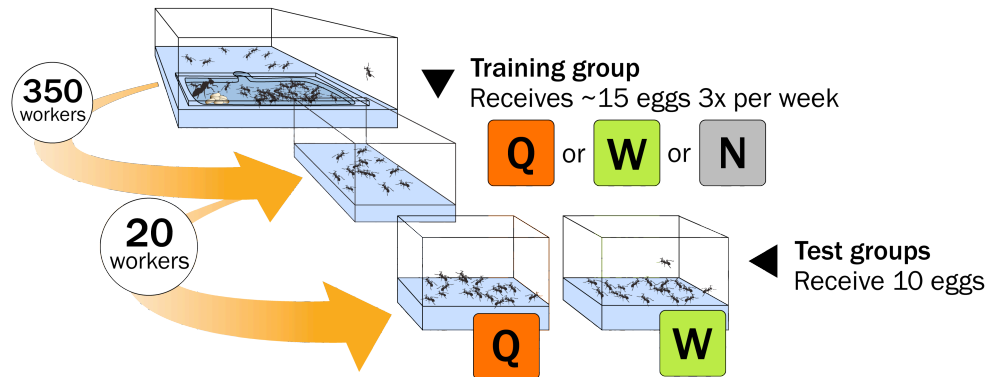 350
workers
Training group
Receives ~15 eggs 3x per week
Q or W or N
20
workers
Test groups
Receive 10 eggs
Q
W